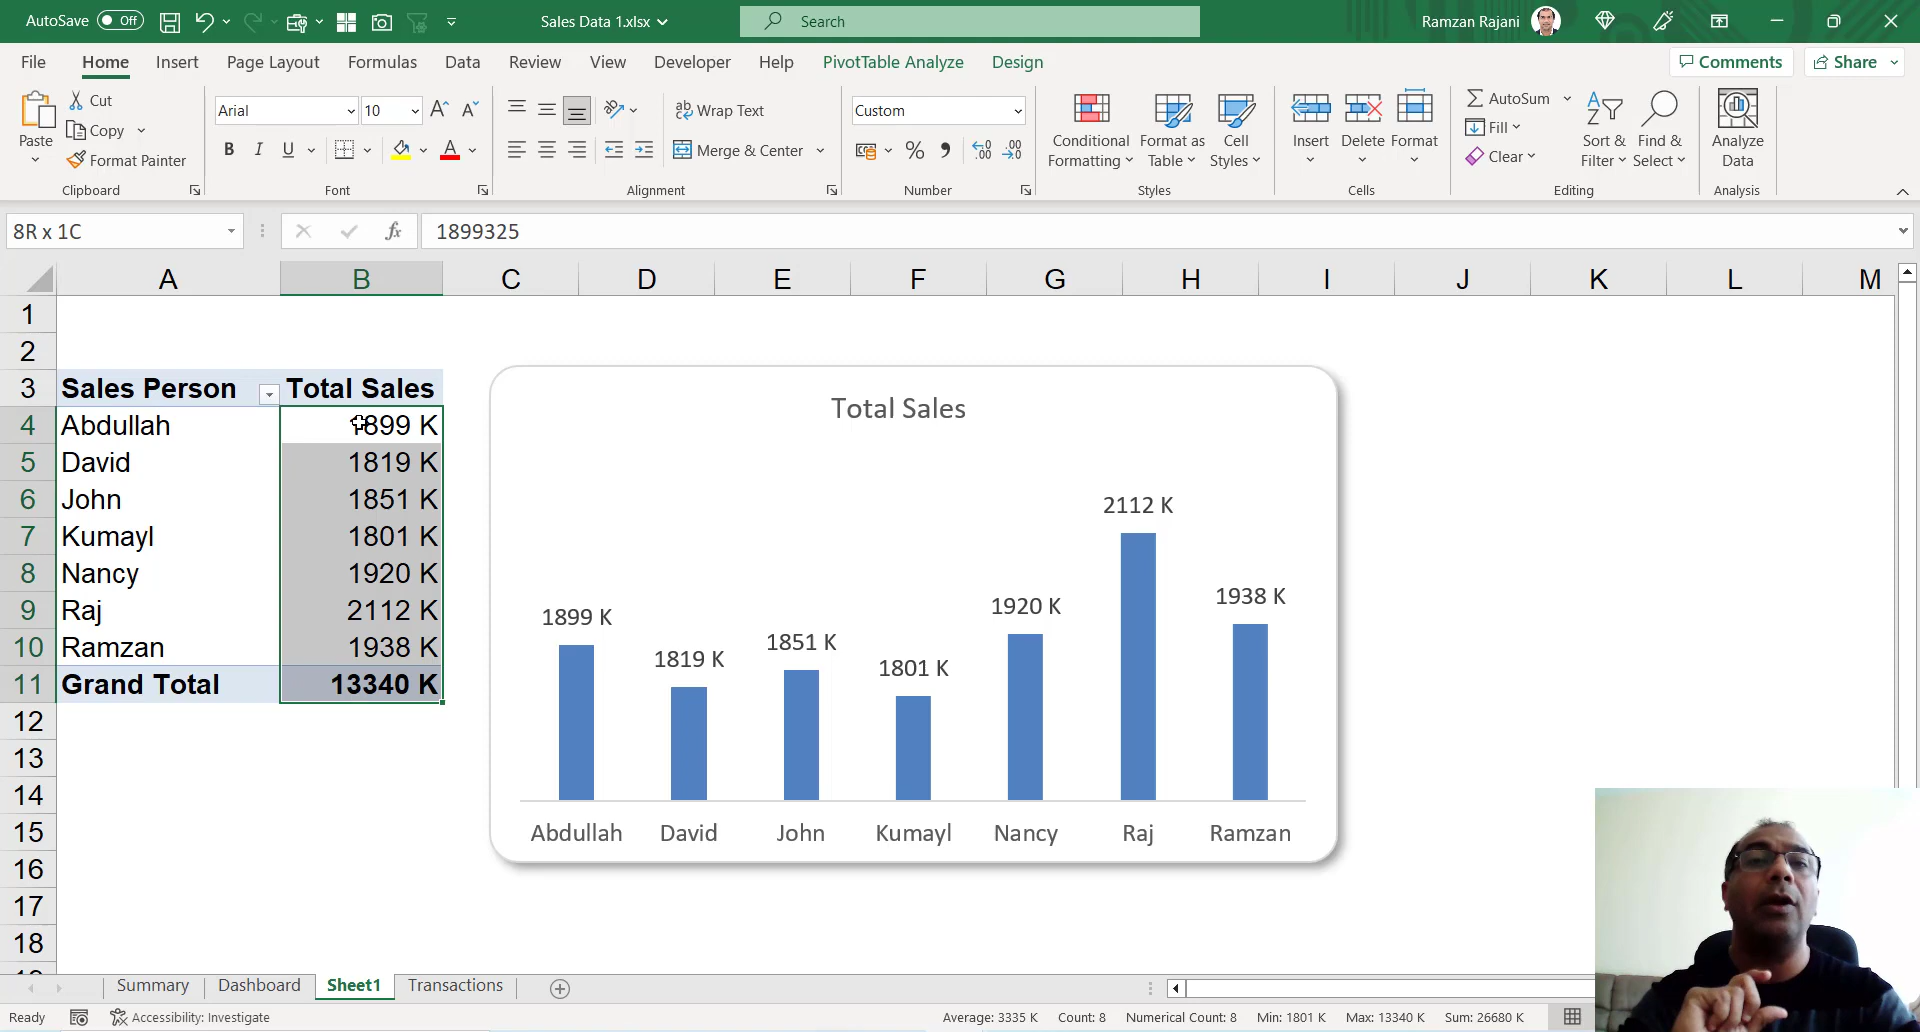 AutoSave Off
Sales Data 1.xlsx
Search
Ramzan Rajani
File Home Insert Page Layout Formulas Data Review View Developer Help PivotTable Analyze Design
Comments Share
Paste
Cut
Copy
Format Painter
Clipboard
Arial 10
B I U A
Font
Wrap Text
Merge & Center
Alignment
Custom
Number
Conditional Formatting
Format as Table
Cell Styles
Styles
Insert
Delete
Format
Cells
AutoSum
Fill
Clear
Sort & Filter
Find & Select
Editing
Analyze Data
Analysis
8R x 1C
fx 1899325
A B C D E F G H I J K L M
1
2
3 Sales Person Total Sales
4 Abdullah 1899 K
5 David 1819 K
6 John 1851 K
7 Kumayl 1801 K
8 Nancy 1920 K
9 Raj 2112 K
10 Ramzan 1938 K
11 Grand Total 13340 K
12
13
14
15
16
17
18
Total Sales
1899 K 1819 K 1851 K 1801 K 1920 K 2112 K 1938 K
Abdullah David John Kumayl Nancy Raj Ramzan
Summary Dashboard Sheet1 Transactions
Ready
Accessibility: Investigate
Average: 3335 K Count: 8 Numerical Count: 8 Min: 1801 K Max: 13340 K Sum: 26680 K